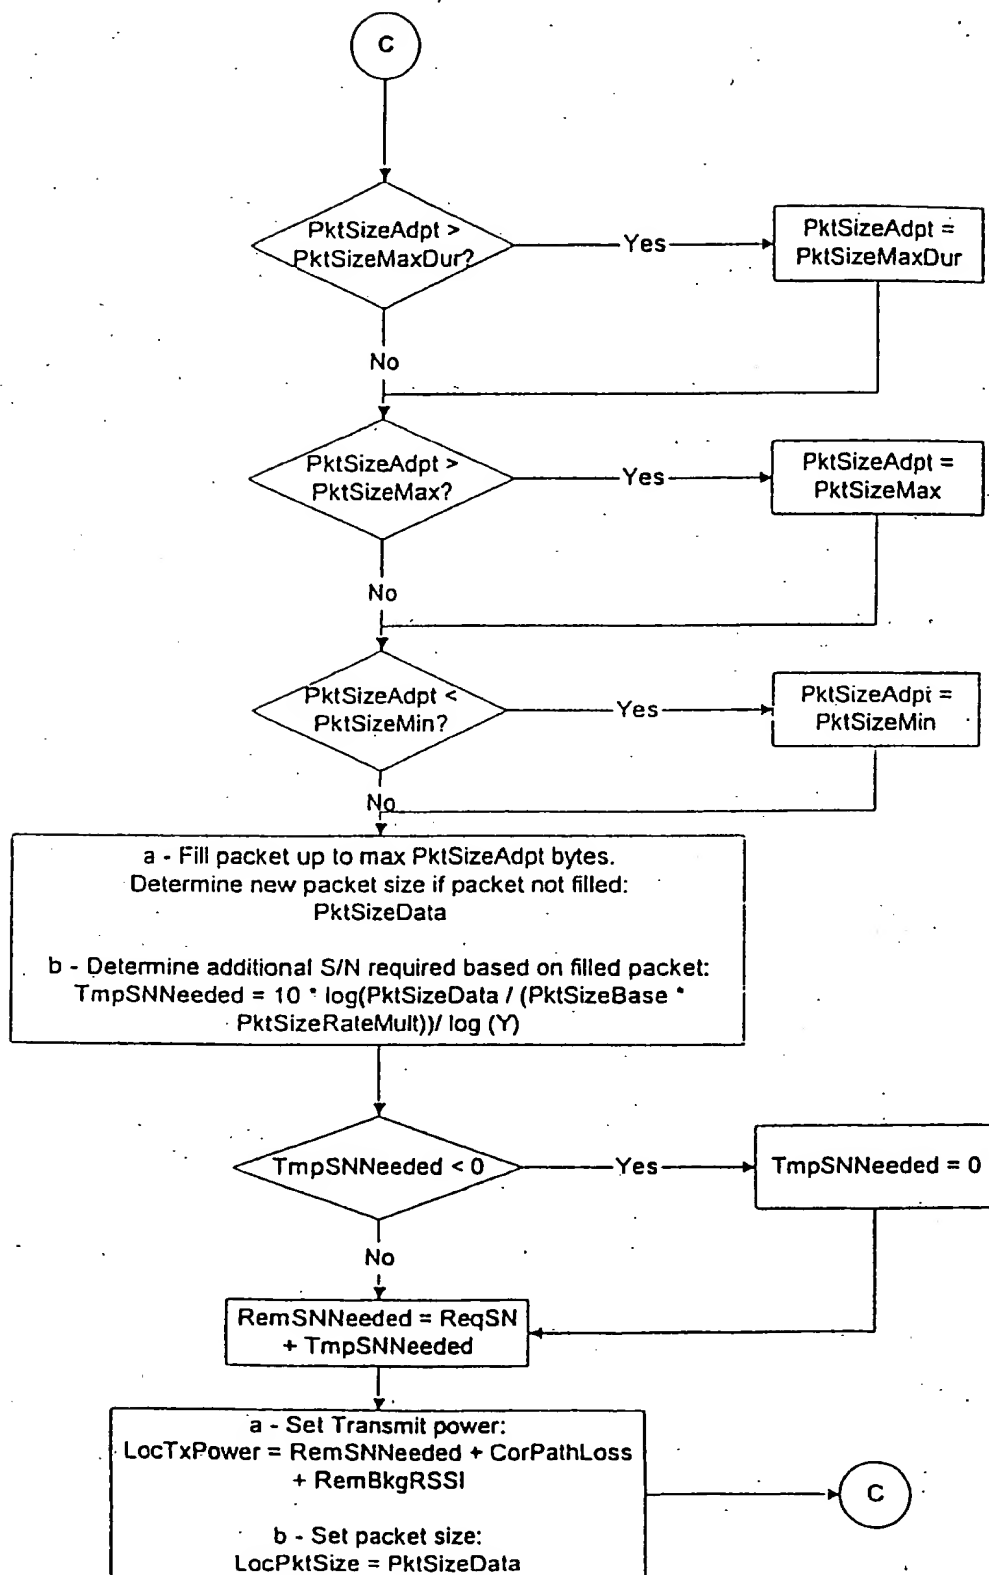 C
PktSizeAdpt >
PktSizeMaxDur?
Yes
PktSizeAdpt =
PktSizeMaxDur
No
PktSizeAdpt >
PktSizeMax?
Yes
PktSizeAdpt =
PktSizeMax
No
PktSizeAdpt <
PktSizeMin?
Yes
PktSizeAdpt =
PktSizeMin
No
a - Fill packet up to max PktSizeAdpt bytes.
Determine new packet size if packet not filled:
PktSizeData
b - Determine additional S/N required based on filled packet:
TmpSNNeeded = 10 * log(PktSizeData / (PktSizeBase *
PktSizeRateMult))/ log (Y)
TmpSNNeeded < 0
Yes
TmpSNNeeded = 0
No
RemSNNeeded = ReqSN
+ TmpSNNeeded
a - Set Transmit power:
LocTxPower = RemSNNeeded + CorPathLoss
+ RemBkgRSSI
C
b - Set packet size:
LocPktSize = PktSizeData